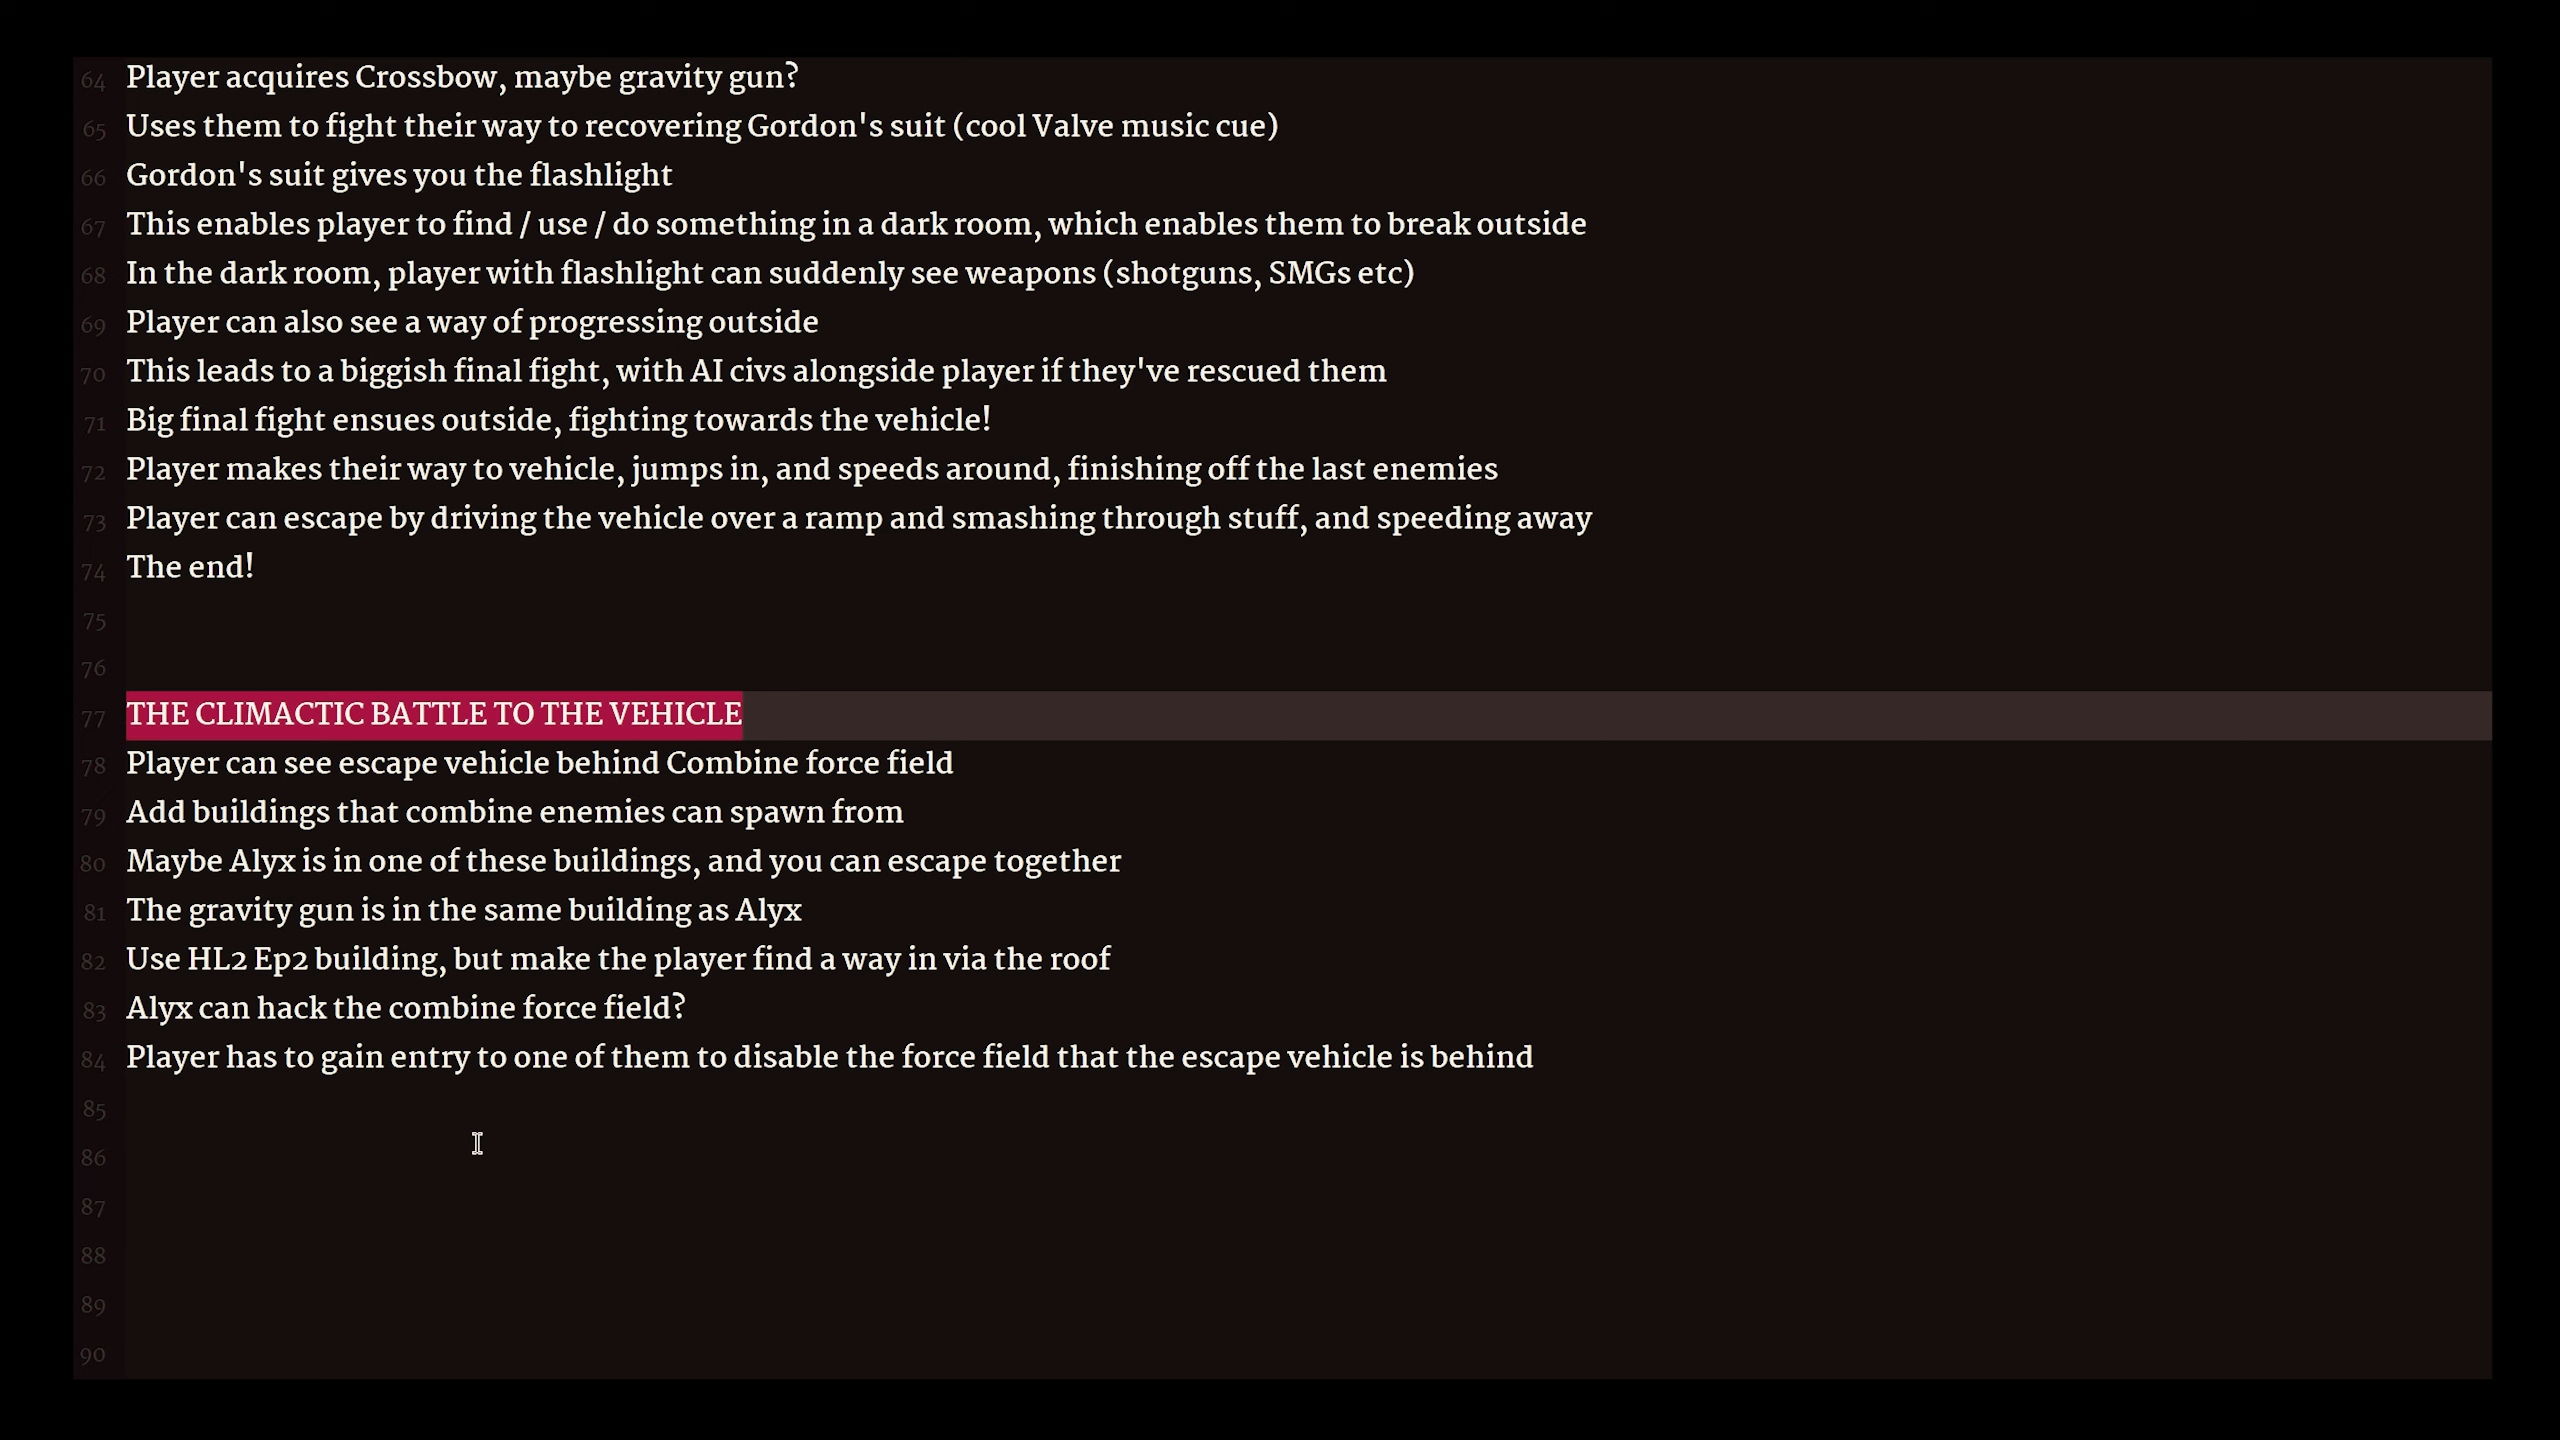 64 Player acquires Crossbow, maybe gravity gun?
65 Uses them to fight their way to recovering Gordon's suit (cool Valve music cue)
66 Gordon's suit gives you the flashlight
67 This enables player to find / use / do something in a dark room, which enables them to break outside
68 In the dark room, player with flashlight can suddenly see weapons (shotguns, SMGs etc)
69 Player can also see a way of progressing outside
70 This leads to a biggish final fight, with AI civs alongside player if they've rescued them
71 Big final fight ensues outside, fighting towards the vehicle!
72 Player makes their way to vehicle, jumps in, and speeds around, finishing off the last enemies
73 Player can escape by driving the vehicle over a ramp and smashing through stuff, and speeding away
74 The end!
75
76
77 THE CLIMACTIC BATTLE TO THE VEHICLE
78 Player can see escape vehicle behind Combine force field
79 Add buildings that combine enemies can spawn from
80 Maybe Alyx is in one of these buildings, and you can escape together
81 The gravity gun is in the same building as Alyx
82 Use HL2 Ep2 building, but make the player find a way in via the roof
83 Alyx can hack the combine force field?
84 Player has to gain entry to one of them to disable the force field that the escape vehicle is behind
85
86
87
88
89
90